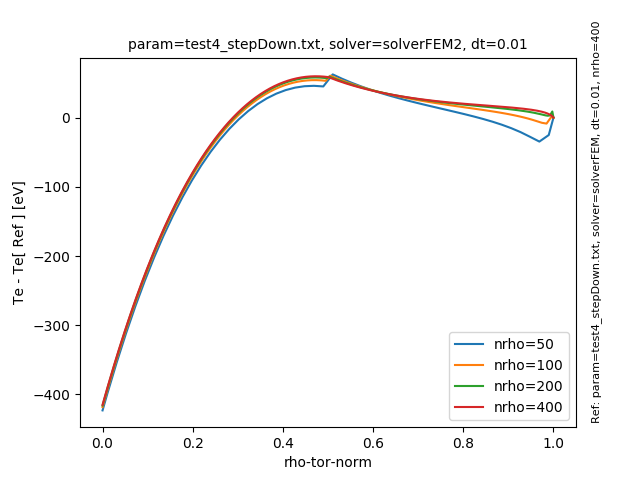 param=test4_stepDown.txt, solver=solverFEM2, dt=0.01
Te - Te[ Ref ] [eV]
0
−100
−200
−300
−400
0.0 0.2 0.4 0.6 0.8 1.0
rho-tor-norm
nrho=50
nrho=100
nrho=200
nrho=400
Ref: param=test4_stepDown.txt, solver=solverFEM, dt=0.01, nrho=400